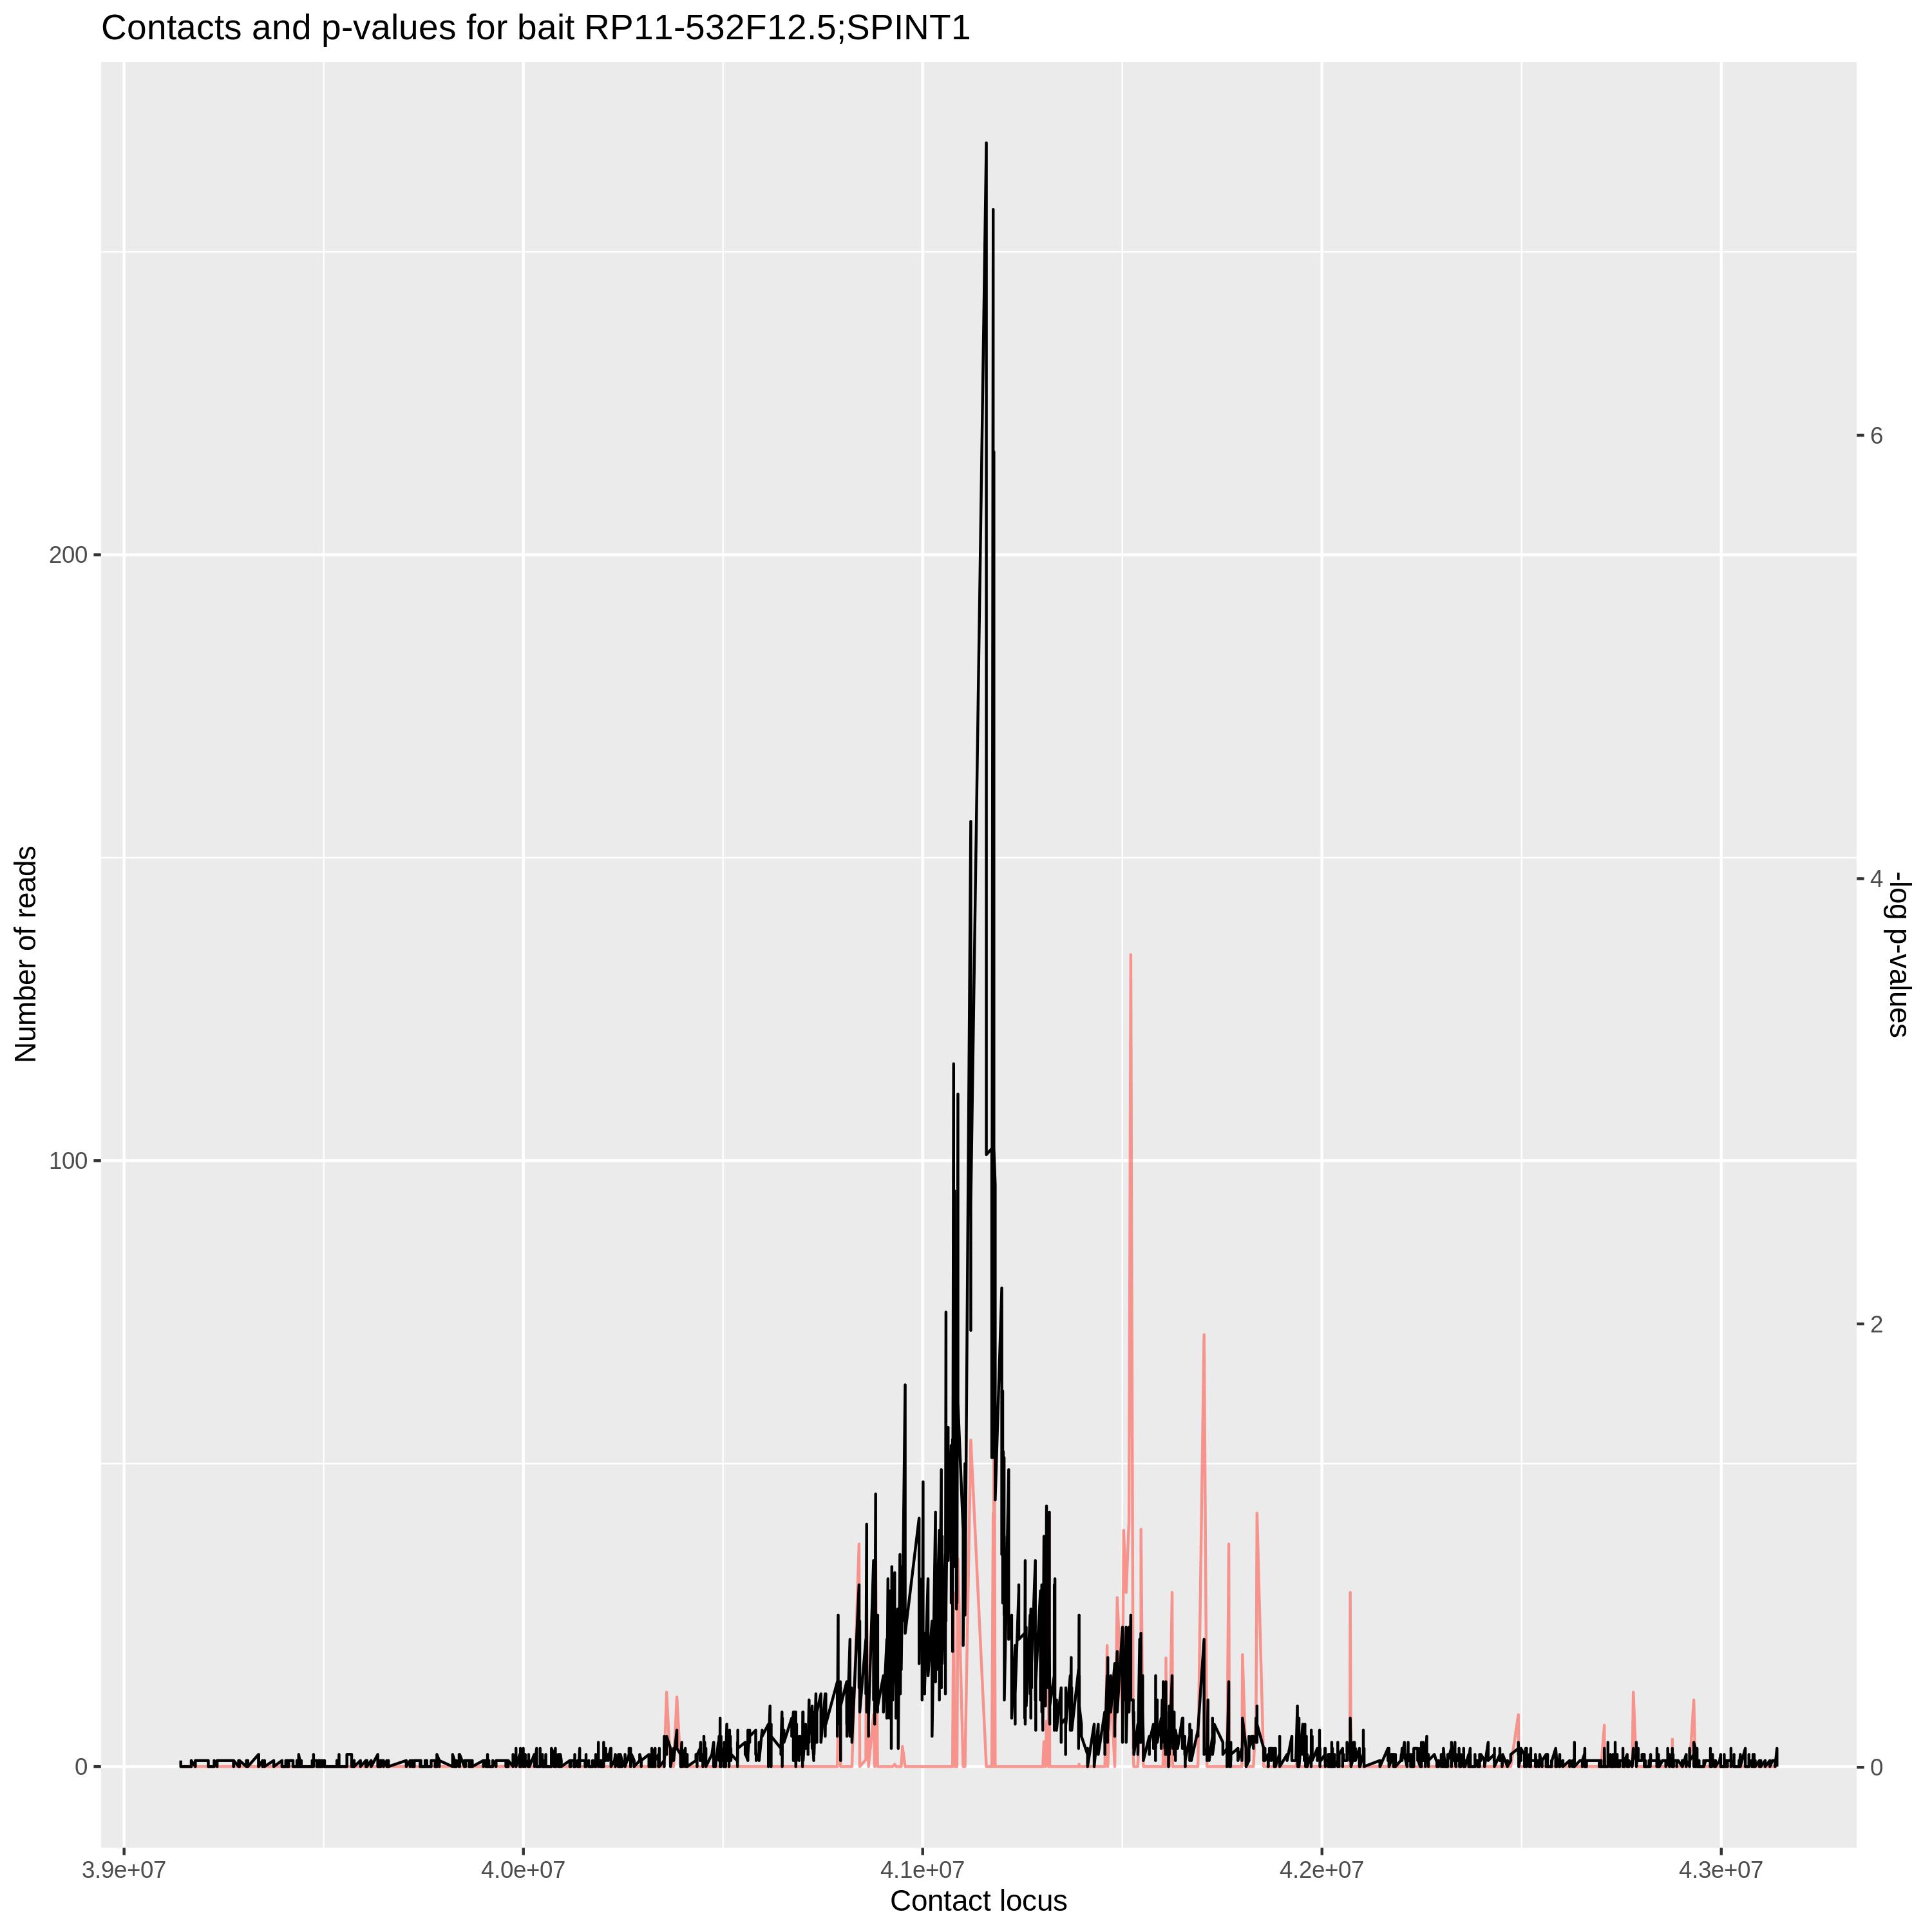 Contacts and p-values for bait RP11-532F12.5;SPINT1
Number of reads
200
100
0
6
4
2
0
-log p-values
3.9e+07
4.0e+07
4.1e+07
4.2e+07
4.3e+07
Contact locus